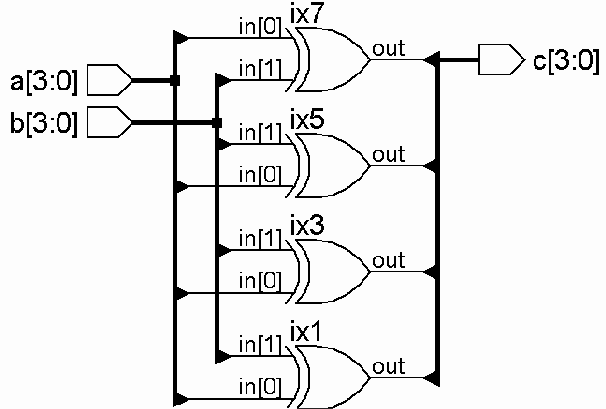 ix7
in[0]
out
a[3:0]
in[1]
c[3:0]
b[3:0]
ix5
in[1]
out
in[0]
ix3
in[1]
out
in[0]
ix1
in[1]
out
in[0]